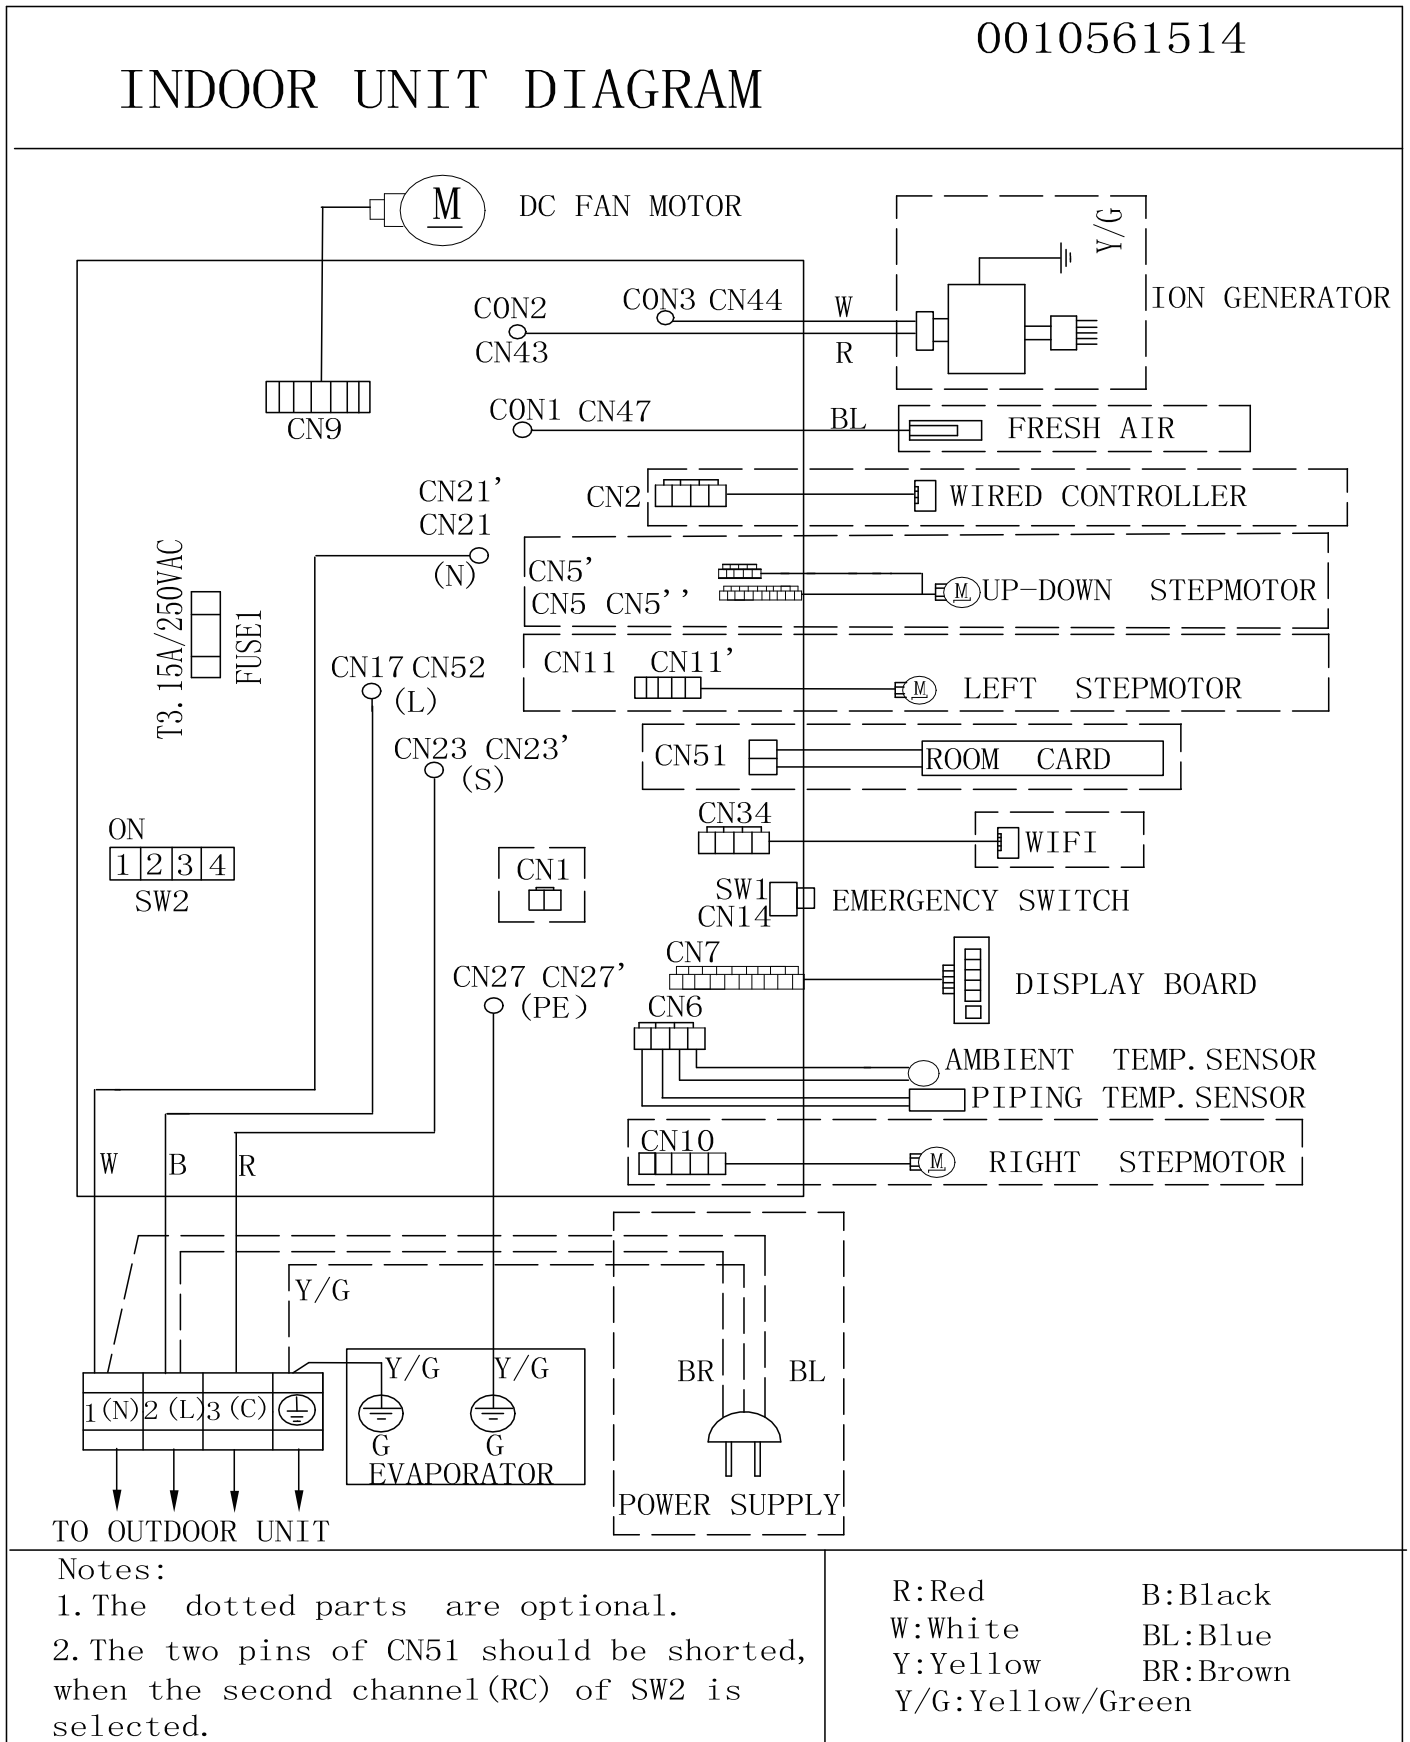 0010561514
INDOOR UNIT DIAGRAM
M
DC FAN MOTOR
Y/G
ION GENERATOR
CON2
CON3 CN44
W
CN43
R
CN9
CON1 CN47
BL
FRESH AIR
CN21'
CN21
(N)
CN2
WIRED CONTROLLER
T3.15A/250VAC
FUSE1
CN5'
CN5 CN5''
M
UP-DOWN STEPMOTOR
CN17 CN52
(L)
CN11 CN11'
M
LEFT STEPMOTOR
CN23 CN23'
(S)
CN51
ROOM CARD
ON
1 2 3 4
SW2
CN34
WIFI
CN1
SW1
CN14
EMERGENCY SWITCH
CN7
DISPLAY BOARD
CN27 CN27'
(PE)
CN6
AMBIENT TEMP.SENSOR
PIPING TEMP.SENSOR
CN10
M
RIGHT STEPMOTOR
W
B
R
Y/G
Y/G
Y/G
BR
BL
1(N) 2(L) 3(C)
G
G
EVAPORATOR
POWER SUPPLY
TO OUTDOOR UNIT
Notes:
1.The dotted parts are optional.
2.The two pins of CN51 should be shorted,
when the second channel(RC) of SW2 is
selected.
R:Red
B:Black
W:White
BL:Blue
Y:Yellow
BR:Brown
Y/G:Yellow/Green